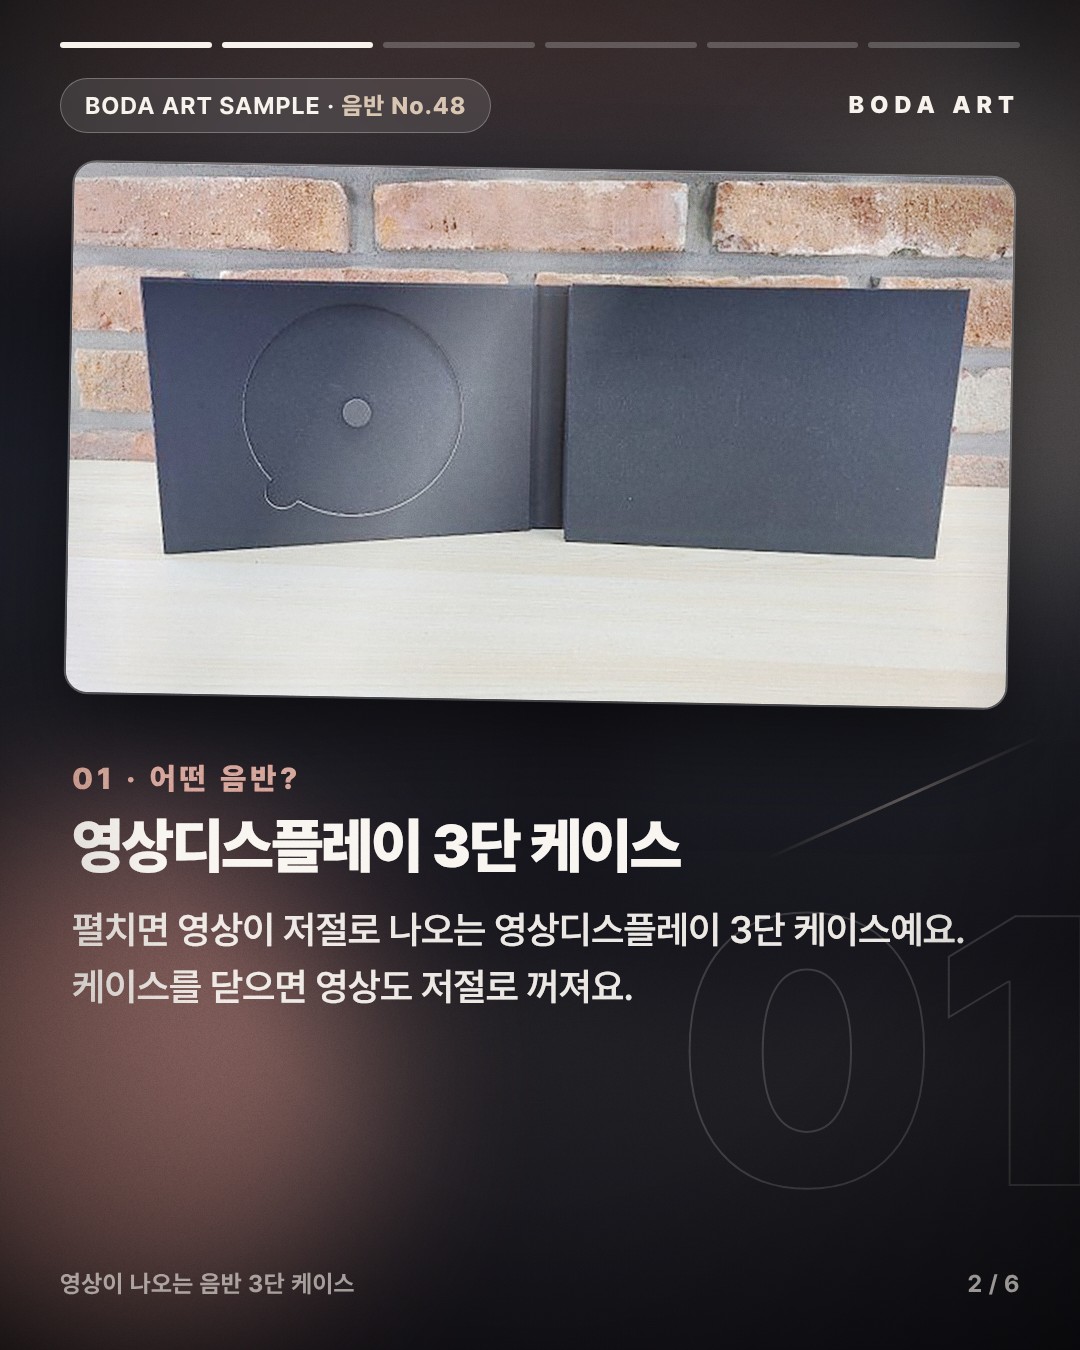 BODA ART SAMPLE · 음반 No.48
BODA ART
01 · 어떤 음반?
영상디스플레이 3단 케이스
펼치면 영상이 저절로 나오는 영상디스플레이 3단 케이스예요.
케이스를 닫으면 영상도 저절로 꺼져요.
01
영상이 나오는 음반 3단 케이스
2 / 6